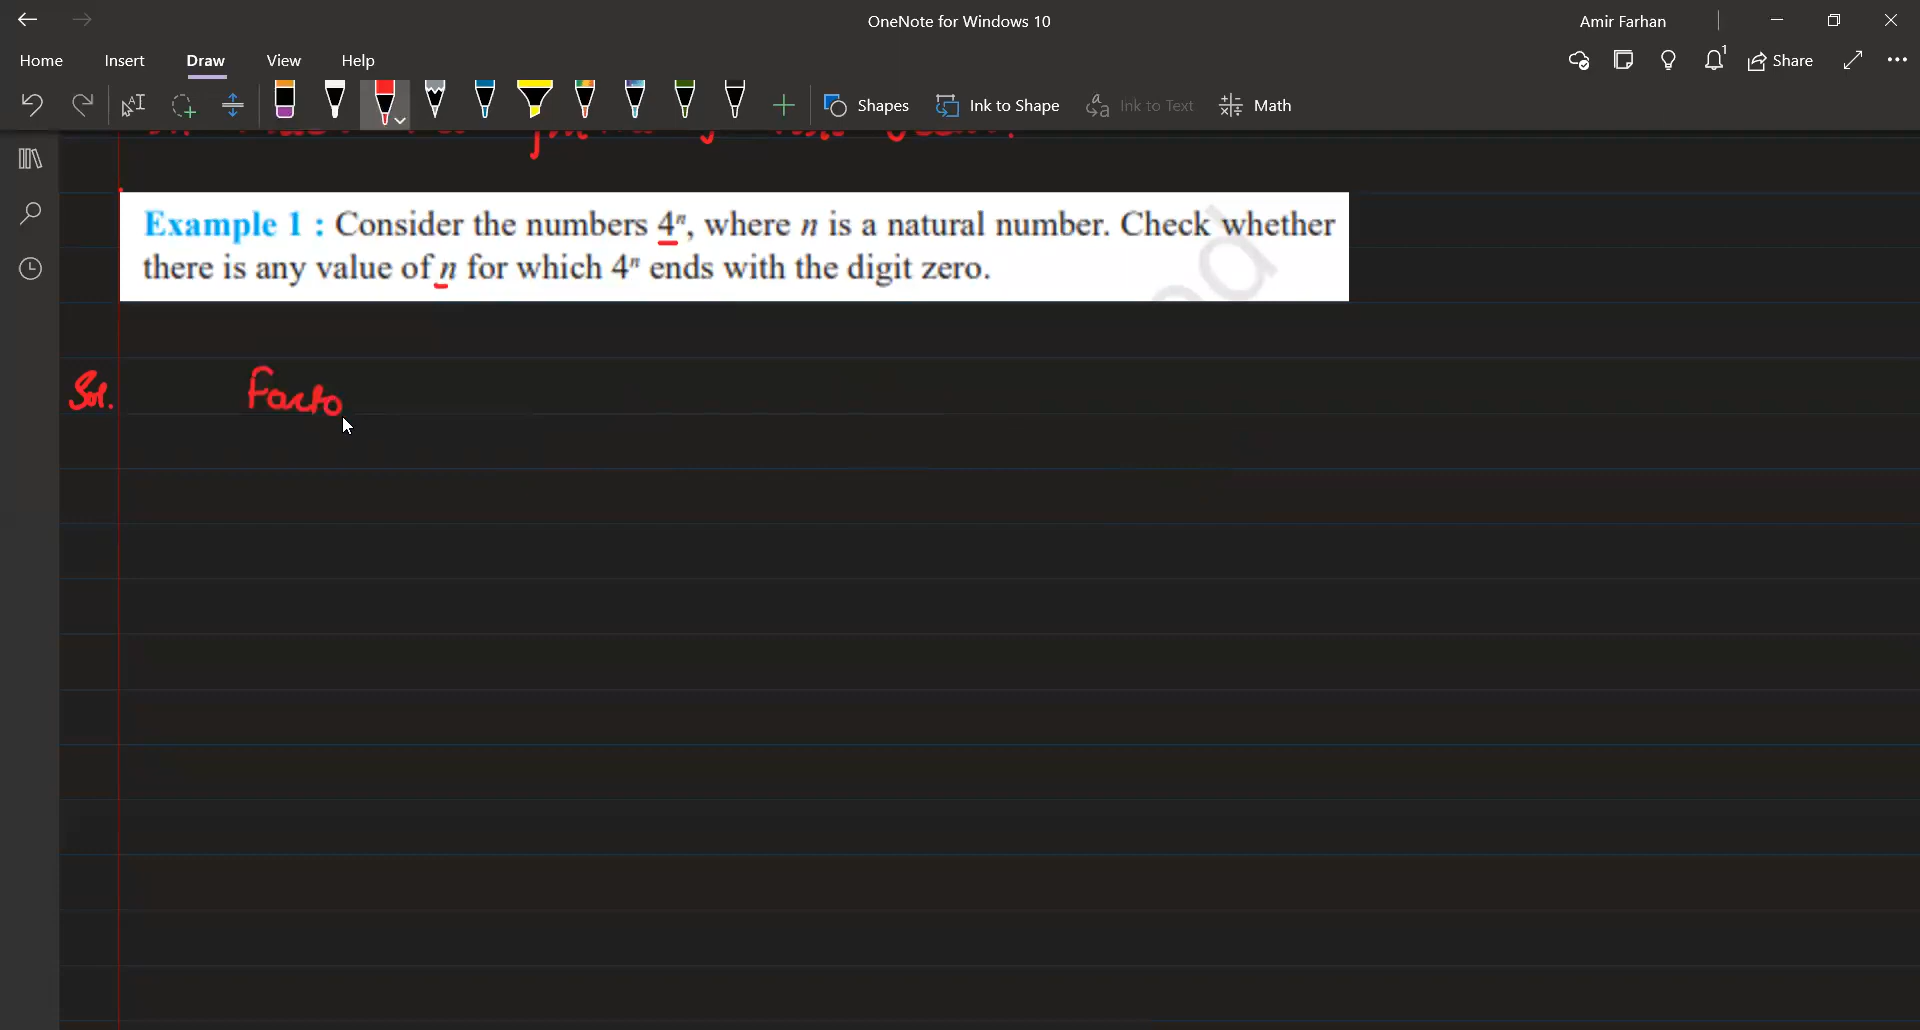 OneNote for Windows 10
Amir Farhan
Home Insert Draw View Help
1 Share
Shapes Ink to Shape Ink to Text Math
Example 1 : Consider the numbers 4ⁿ, where n is a natural number. Check whether
there is any value of n for which 4ⁿ ends with the digit zero.
Sol. Facto